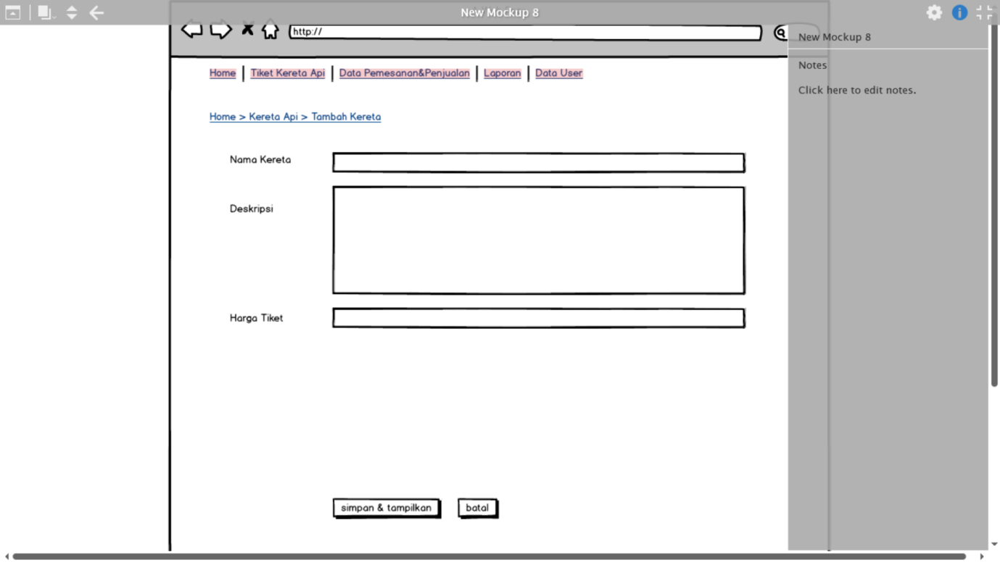 New Mockup 8
http://
New Mockup 8
Notes
Click here to edit notes.
Home | Tiket Kereta Api | Data Pemesanan&Penjualan | Laporan | Data User
Home > Kereta Api > Tambah Kereta
Nama Kereta
Deskripsi
Harga Tiket
simpan & tampilkan
batal